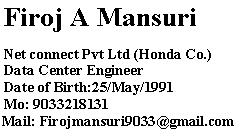 Firoj A Mansuri
Net connect Pvt Ltd (Honda Co.)
Data Center Engineer
Date of Birth:25/May/1991
Mo: 9033218131
Mail: Firojmansuri9033@gmail.com